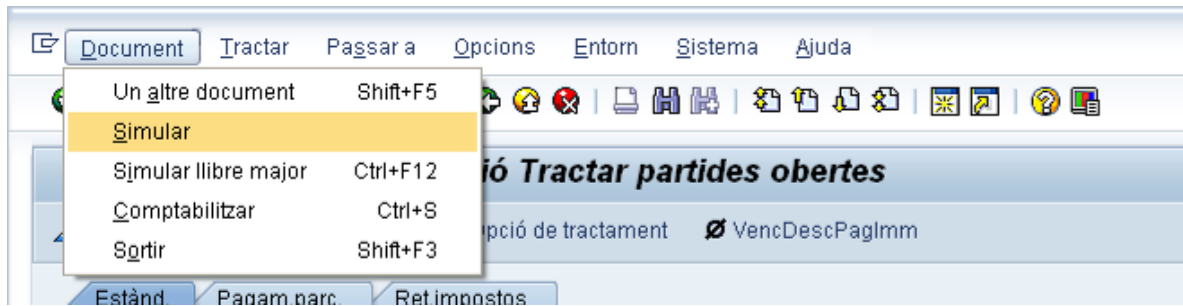 Document Tractar Passar a Opcions Entorn Sistema Ajuda
Un altre document Shift+F5
Simular
Simular llibre major Ctrl+F12
Comptabilitzar Ctrl+S
Sortir Shift+F3
ió Tractar partides obertes
pció de tractament VencDescPagImm
Estànd. Pagam.parc. Ret.impostos